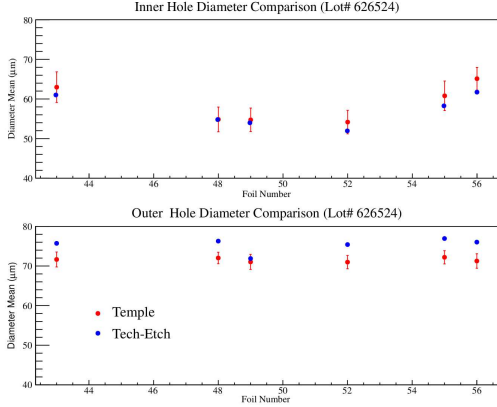 Inner Hole Diameter Comparison (Lot# 626524)
Diameter Mean (μm)
80
70
60
50
40
44 46 48 50 52 54 56
Foil Number
Outer  Hole Diameter Comparison (Lot# 626524)
Diameter Mean (μm)
80
70
60
50
40
Temple
Tech-Etch
44 46 48 50 52 54 56
Foil Number